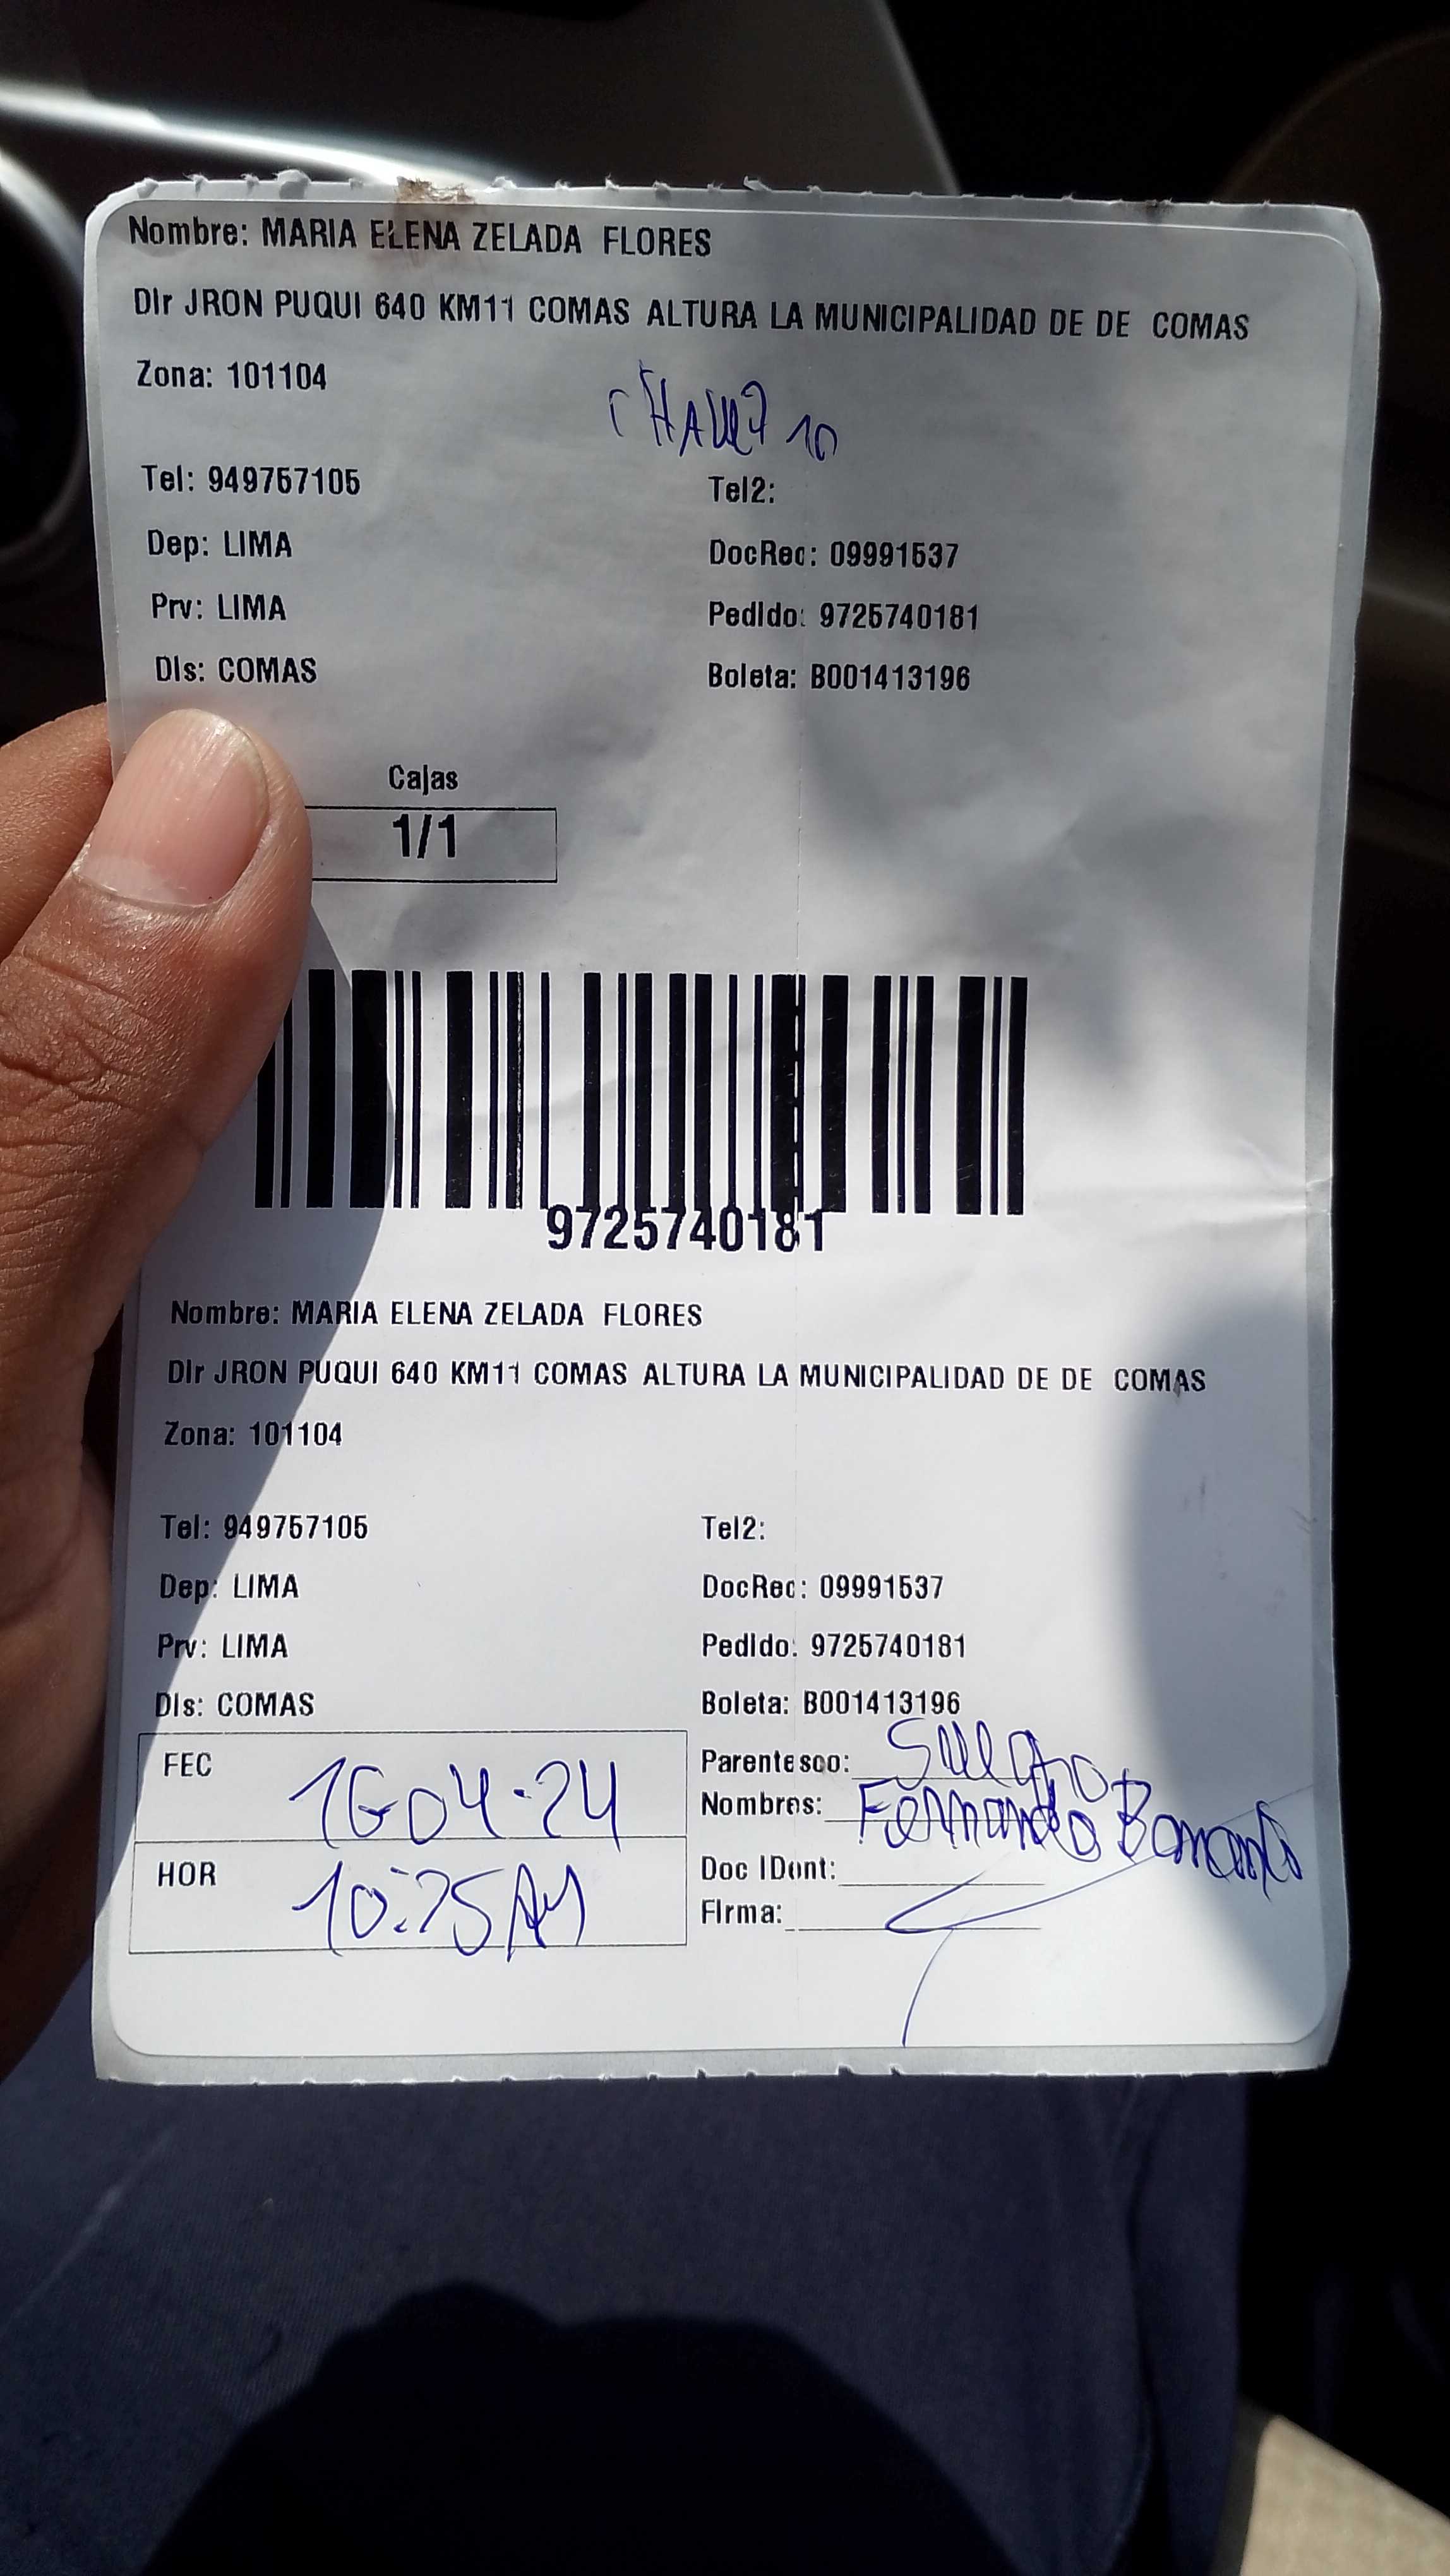 Nombre: MARIA ELENA ZELADA FLORES
Dir JRON PUQUI 640 KM11 COMAS ALTURA LA MUNICIPALIDAD DE DE COMAS
Zona: 101104
10
Tel: 949757105 Tel2:
Dep: LIMA DocRec: 09991537
Prv: LIMA Pedido: 9725740181
Dis: COMAS Boleta: B001413196
Cajas
1/1
9725740181
Nombre: MARIA ELENA ZELADA FLORES
Dir JRON PUQUI 640 KM11 COMAS ALTURA LA MUNICIPALIDAD DE DE COMAS
Zona: 101104
Tel: 949757105 Tel2:
Dep: LIMA DocRec: 09991537
Prv: LIMA Pedido: 9725740181
Dis: COMAS Boleta: B001413196
FEC 16 04.24 Parentesco: Suegro
Nombres: Fernando
HOR Doc IDent:
Firma: